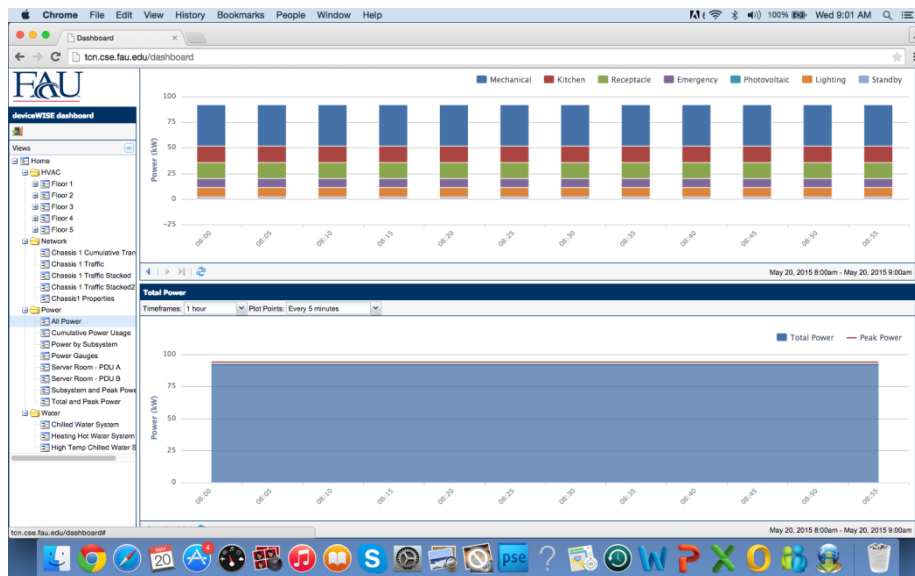 Chrome File Edit View History Bookmarks People Window Help 100% Wed 9:01 AM
Dashboard
tcn.cse.fau.edu/dashboard
FAU
deviceWISE dashboard
Views
Home
HVAC
Floor 1
Floor 2
Floor 3
Floor 4
Floor 5
Network
Chassis 1 Cumulative Tran
Chassis 1 Traffic
Chassis 1 Traffic Stacked
Chassis 1 Traffic Stacked2
Chassis1 Properties
Power
All Power
Cumulative Power Usage
Power by Subsystem
Power Gauges
Server Room - PDU A
Server Room - PDU B
Subsystem and Peak Powe
Total and Peak Power
Water
Chilled Water System
Heating Hot Water System
High Temp Chilled Water S
tcn.cse.fau.edu/dashboard#
Mechanical Kitchen Receptacle Emergency Photovoltaic Lighting Standby
Power (kW)
100
75
50
25
0
-25
08:00 08:05 08:10 08:15 08:20 08:25 08:30 08:35 08:40 08:45 08:50 08:55
May 20, 2015 8:00am - May 20, 2015 9:00am
Total Power
Timeframes: 1 hour Plot Points: Every 5 minutes
Total Power Peak Power
Power (kW)
100
75
50
25
0
08:00 08:05 08:10 08:15 08:20 08:25 08:30 08:35 08:40 08:45 08:50 08:55
May 20, 2015 8:00am - May 20, 2015 9:00am
MAY
20
4
S
pse
?
W
P
X
O